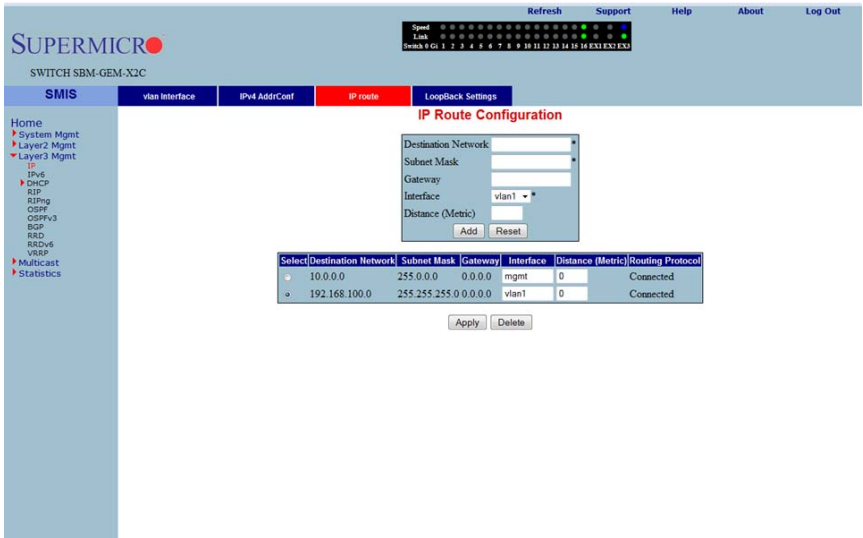 Refresh Support Help About Log Out
Speed
Link
Switch 0 Gi 1 2 3 4 5 6 7 8 9 10 11 12 13 14 15 16 EX1 EX2 EX3
SUPERMICRO
SWITCH SBM-GEM-X2C
SMIS vlan Interface IPv4 AddrConf IP route LoopBack Settings
IP Route Configuration
Home
System Mgmt
Layer2 Mgmt
Layer3 Mgmt
IP
IPv6
DHCP
RIP
RIPng
OSPF
OSPFv3
BGP
RRD
RRDv6
VRRP
Multicast
Statistics
Destination Network *
Subnet Mask *
Gateway
Interface vlan1 *
Distance (Metric)
Add Reset
Select Destination Network Subnet Mask Gateway Interface Distance (Metric) Routing Protocol
10.0.0.0 255.0.0.0 0.0.0.0 mgmt 0 Connected
192.168.100.0 255.255.255.0 0.0.0.0 vlan1 0 Connected
Apply Delete